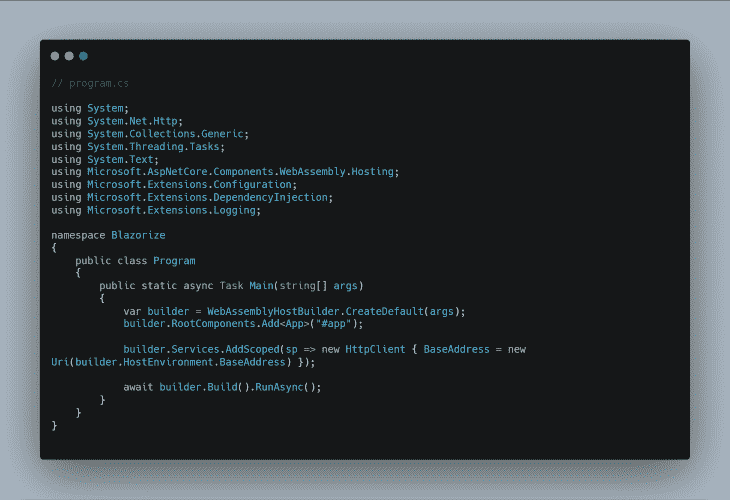 // program.cs
using System;
using System.Net.Http;
using System.Collections.Generic;
using System.Threading.Tasks;
using System.Text;
using Microsoft.AspNetCore.Components.WebAssembly.Hosting;
using Microsoft.Extensions.Configuration;
using Microsoft.Extensions.DependencyInjection;
using Microsoft.Extensions.Logging;
namespace Blazorize
{
    public class Program
    {
        public static async Task Main(string[] args)
        {
            var builder = WebAssemblyHostBuilder.CreateDefault(args);
            builder.RootComponents.Add<App>("#app");
            builder.Services.AddScoped(sp => new HttpClient { BaseAddress = new
Uri(builder.HostEnvironment.BaseAddress) });
            await builder.Build().RunAsync();
        }
    }
}